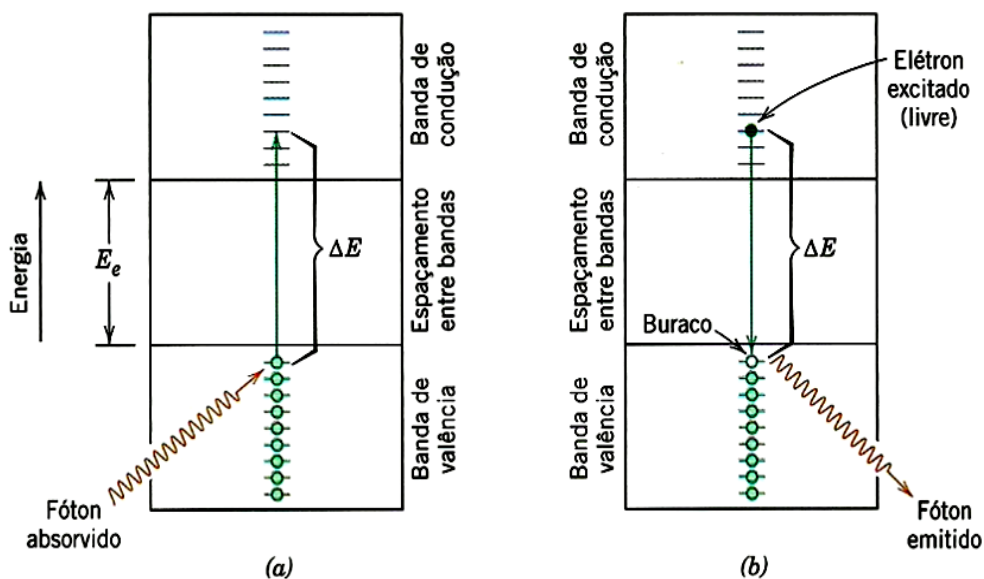 Energia
E_e
Banda de
condução
Espaçamento
entre bandas
Banda de
valência
ΔE
Fóton
absorvido
(a)
Banda de
condução
Espaçamento
entre bandas
Banda de
valência
Elétron
excitado
(livre)
ΔE
Buraco
Fóton
emitido
(b)